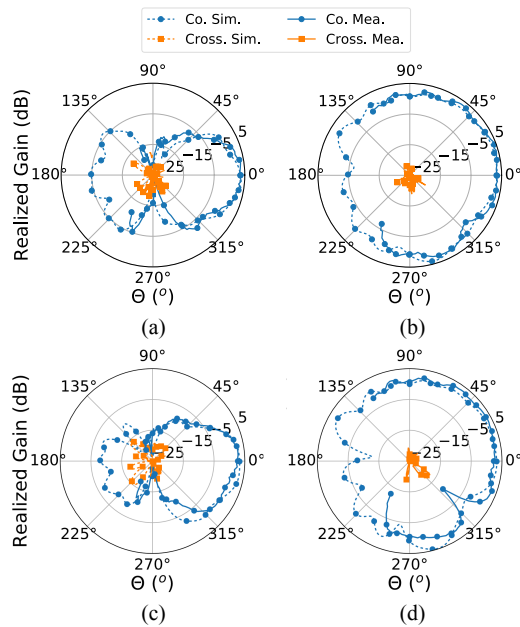 Co. Sim. Co. Mea.
Cross. Sim. Cross. Mea.
90° 90°
135° 45° 135° 45°
Realized Gain (dB)
5 5
−5 −5
−15 −15
−25 −25
180° 0° 180° 0°
225° 315° 225° 315°
270° 270°
Θ (°) Θ (°)
(a) (b)
90° 90°
135° 45° 135° 45°
Realized Gain (dB)
5 5
−5 −5
−15 −15
−25 −25
180° 0° 180° 0°
225° 315° 225° 315°
270° 270°
Θ (°) Θ (°)
(c) (d)